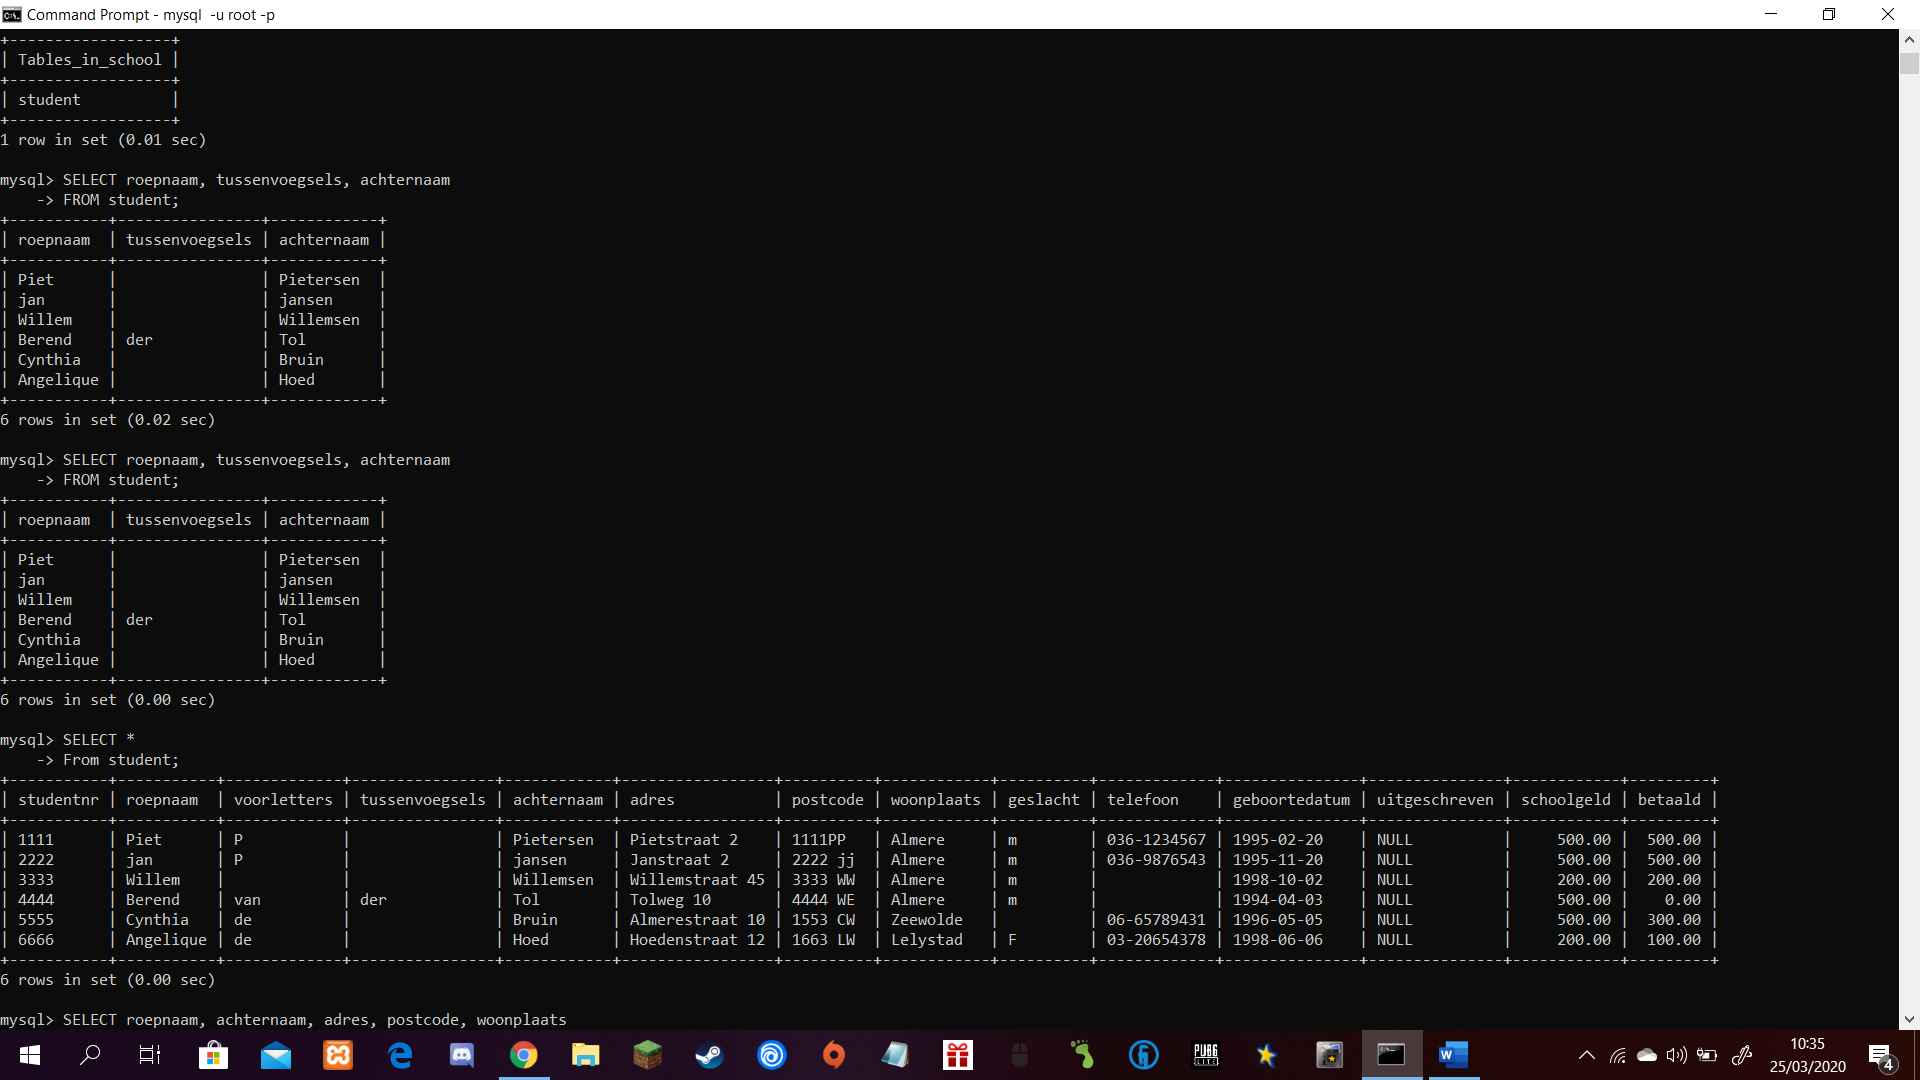 Command Prompt - mysql  -u root -p
+------------------+
| Tables_in_school |
+------------------+
| student          |
+------------------+
1 row in set (0.01 sec)

mysql> SELECT roepnaam, tussenvoegsels, achternaam
    -> FROM student;
+-----------+----------------+------------+
| roepnaam  | tussenvoegsels | achternaam |
+-----------+----------------+------------+
| Piet      |                | Pietersen  |
| jan       |                | jansen     |
| Willem    |                | Willemsen  |
| Berend    | der            | Tol        |
| Cynthia   |                | Bruin      |
| Angelique |                | Hoed       |
+-----------+----------------+------------+
6 rows in set (0.02 sec)

mysql> SELECT roepnaam, tussenvoegsels, achternaam
    -> FROM student;
+-----------+----------------+------------+
| roepnaam  | tussenvoegsels | achternaam |
+-----------+----------------+------------+
| Piet      |                | Pietersen  |
| jan       |                | jansen     |
| Willem    |                | Willemsen  |
| Berend    | der            | Tol        |
| Cynthia   |                | Bruin      |
| Angelique |                | Hoed       |
+-----------+----------------+------------+
6 rows in set (0.00 sec)

mysql> SELECT *
    -> From student;
+-----------+-----------+-------------+----------------+------------+-----------------+----------+------------+----------+-------------+--------------+---------------+------------+---------+
| studentnr | roepnaam  | voorletters | tussenvoegsels | achternaam | adres           | postcode | woonplaats | geslacht | telefoon    | geboortedatum | uitgeschreven | schoolgeld | betaald |
+-----------+-----------+-------------+----------------+------------+-----------------+----------+------------+----------+-------------+--------------+---------------+------------+---------+
| 1111      | Piet      | P           |                | Pietersen  | Pietstraat 2    | 1111PP   | Almere     | m        | 036-1234567 | 1995-02-20    | NULL          |     500.00 |  500.00 |
| 2222      | jan       | P           |                | jansen     | Janstraat 2     | 2222 jj  | Almere     | m        | 036-9876543 | 1995-11-20    | NULL          |     500.00 |  500.00 |
| 3333      | Willem    |             |                | Willemsen  | Willemstraat 45 | 3333 WW  | Almere     | m        |             | 1998-10-02    | NULL          |     200.00 |  200.00 |
| 4444      | Berend    | van         | der            | Tol        | Tolweg 10       | 4444 WE  | Almere     | m        |             | 1994-04-03    | NULL          |     500.00 |    0.00 |
| 5555      | Cynthia   | de          |                | Bruin      | Almerestraat 10 | 1553 CW  | Zeewolde   |          | 06-65789431 | 1996-05-05    | NULL          |     500.00 |  300.00 |
| 6666      | Angelique | de          |                | Hoed       | Hoedenstraat 12 | 1663 LW  | Lelystad   | F        | 03-20654378 | 1998-06-06    | NULL          |     200.00 |  100.00 |
+-----------+-----------+-------------+----------------+------------+-----------------+----------+------------+----------+-------------+--------------+---------------+------------+---------+
6 rows in set (0.00 sec)

mysql> SELECT roepnaam, achternaam, adres, postcode, woonplaats
PUBG
LITE
10:35
25/03/2020
4